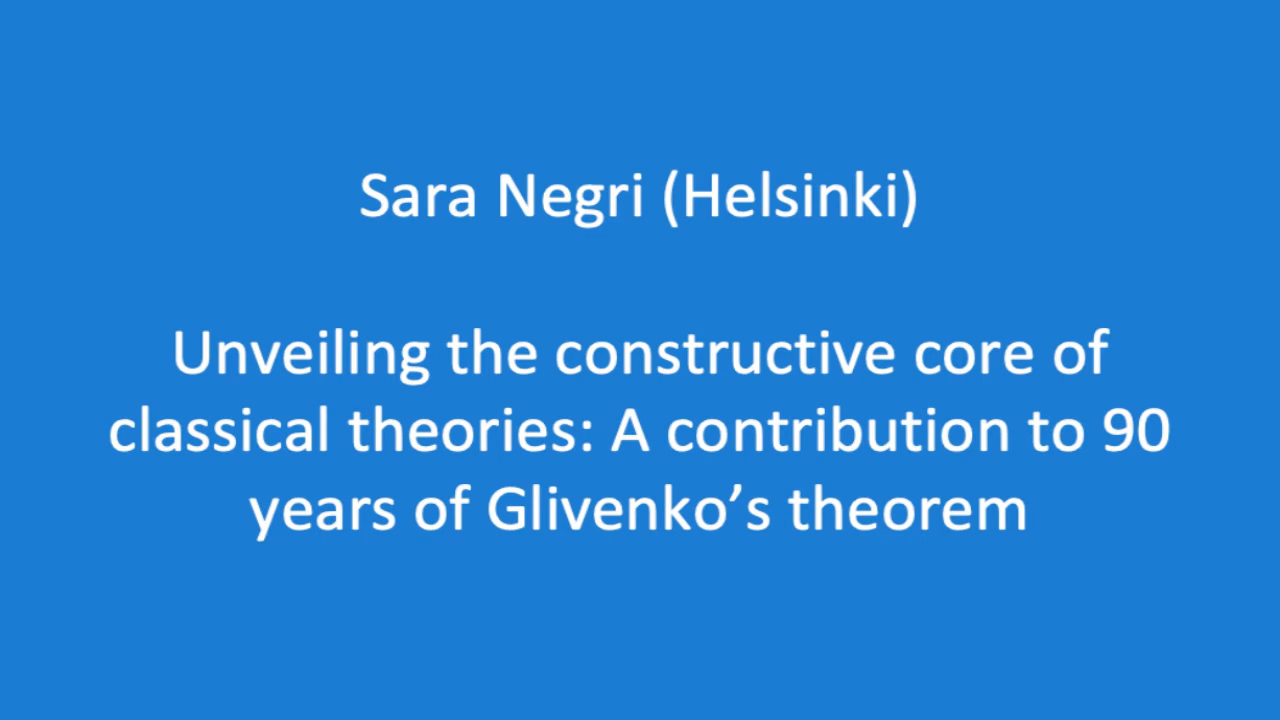 Sara Negri (Helsinki)
Unveiling the constructive core of
classical theories: A contribution to 90
years of Glivenko’s theorem